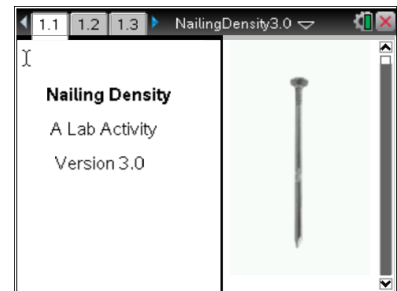 1.1 1.2 1.3 NailingDensity3.0
Nailing Density
A Lab Activity
Version 3.0